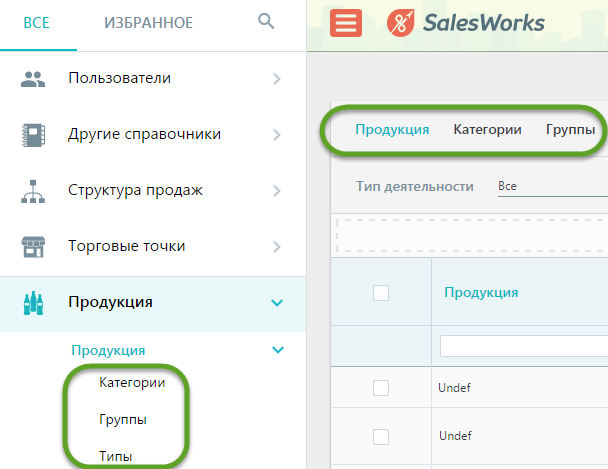 ВСЕ ИЗБРАННОЕ
Пользователи
Другие справочники
Структура продаж
Торговые точки
Продукция
Продукция
Категории
Группы
Типы
SalesWorks
Продукция Категории Группы
Тип деятельности Все
Продукция
Undef
Undef